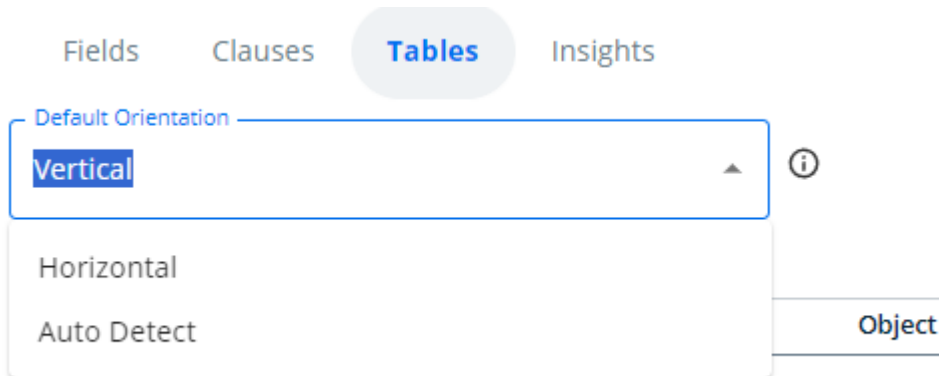 Fields Clauses Tables Insights
Default Orientation
Vertical
Horizontal
Auto Detect
Object